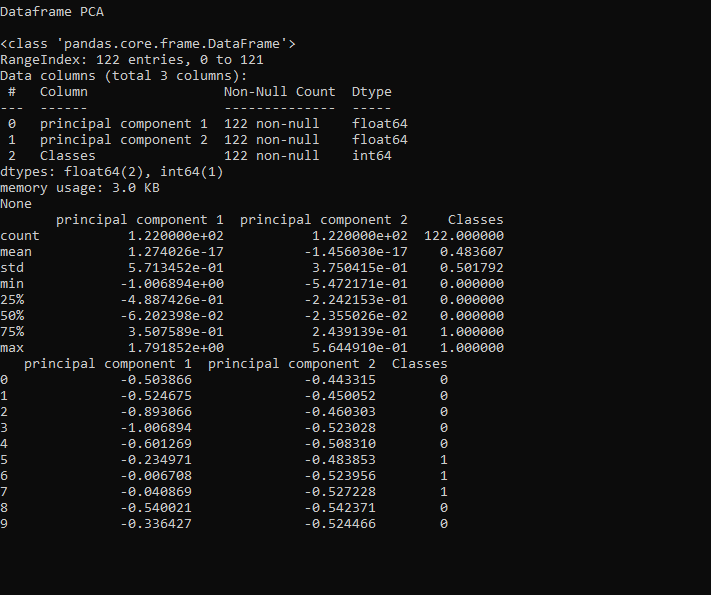 Dataframe PCA

<class 'pandas.core.frame.DataFrame'>
RangeIndex: 122 entries, 0 to 121
Data columns (total 3 columns):
 #   Column                 Non-Null Count  Dtype
---  ------                 --------------  -----
 0   principal component 1  122 non-null    float64
 1   principal component 2  122 non-null    float64
 2   Classes                122 non-null    int64
dtypes: float64(2), int64(1)
memory usage: 3.0 KB
None
       principal component 1  principal component 2     Classes
count           1.220000e+02           1.220000e+02  122.000000
mean            1.274026e-17          -1.456030e-17    0.483607
std             5.713452e-01           3.750415e-01    0.501792
min            -1.006894e+00          -5.472171e-01    0.000000
25%            -4.887426e-01          -2.242153e-01    0.000000
50%            -6.202398e-02          -2.355026e-02    0.000000
75%             3.507589e-01           2.439139e-01    1.000000
max             1.791852e+00           5.644910e-01    1.000000
   principal component 1  principal component 2  Classes
0              -0.503866              -0.443315        0
1              -0.524675              -0.450052        0
2              -0.893066              -0.460303        0
3              -1.006894              -0.523028        0
4              -0.601269              -0.508310        0
5              -0.234971              -0.483853        1
6              -0.006708              -0.523956        1
7              -0.040869              -0.527228        1
8              -0.540021              -0.542371        0
9              -0.336427              -0.524466        0